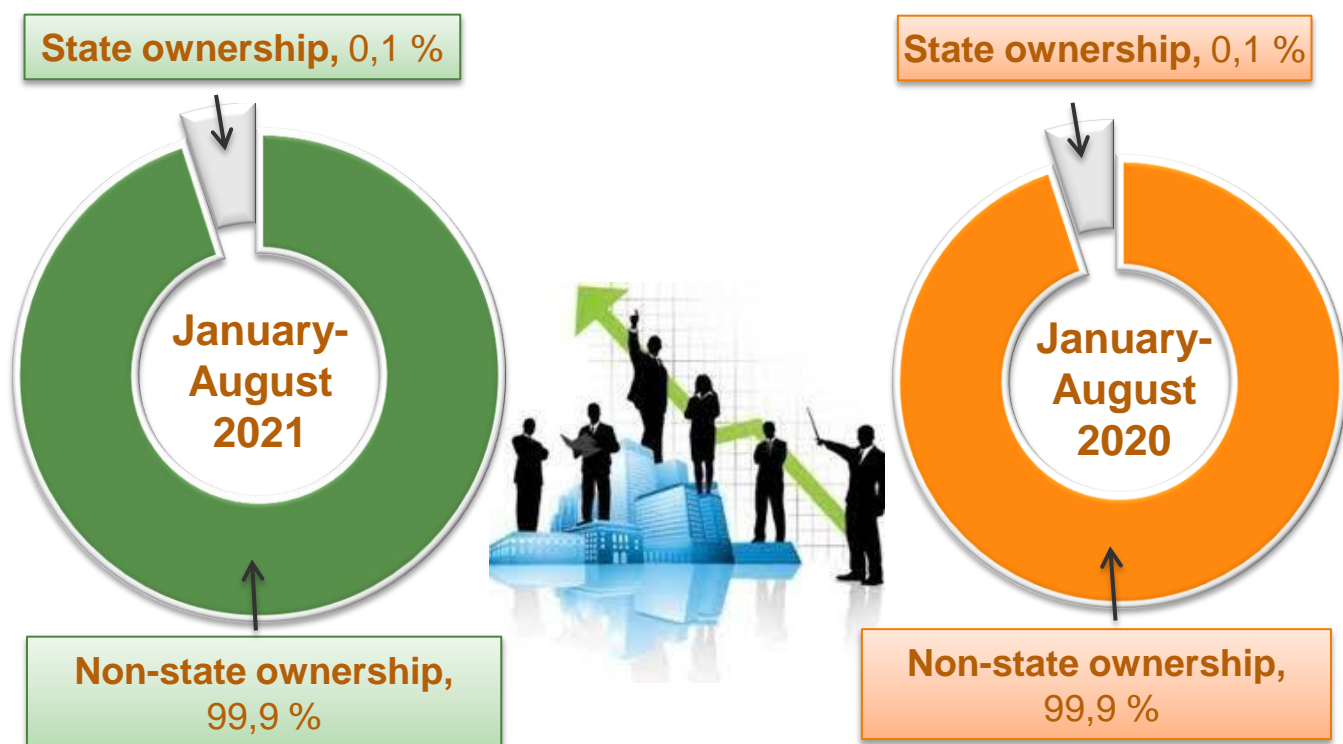 State ownership, 0,1 %
January-
August
2021
Non-state ownership,
99,9 %
State ownership, 0,1 %
January-
August
2020
Non-state ownership,
99,9 %